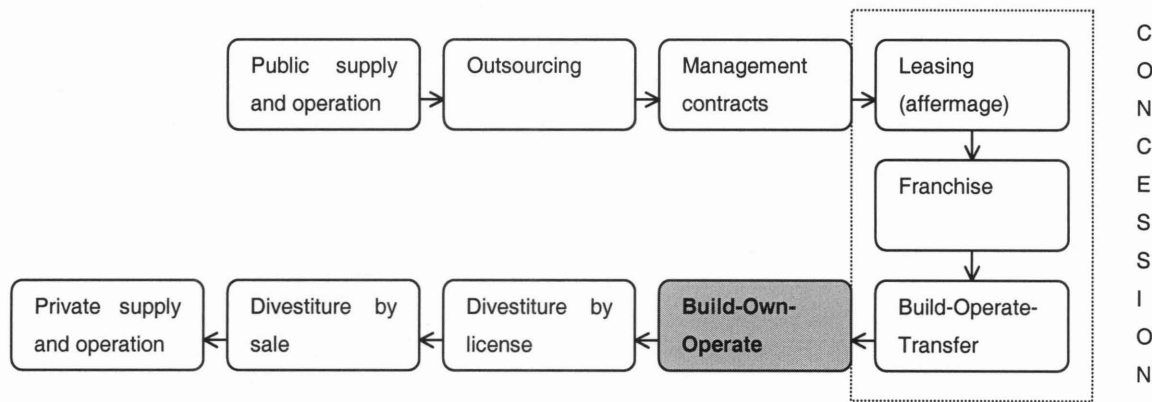 Public supply
and operation
Outsourcing
Management
contracts
Leasing
(affermage)
Franchise
Build-Operate-
Transfer
Build-Own-
Operate
Divestiture by
license
Divestiture by
sale
Private supply
and operation
C
O
N
C
E
S
S
I
O
N